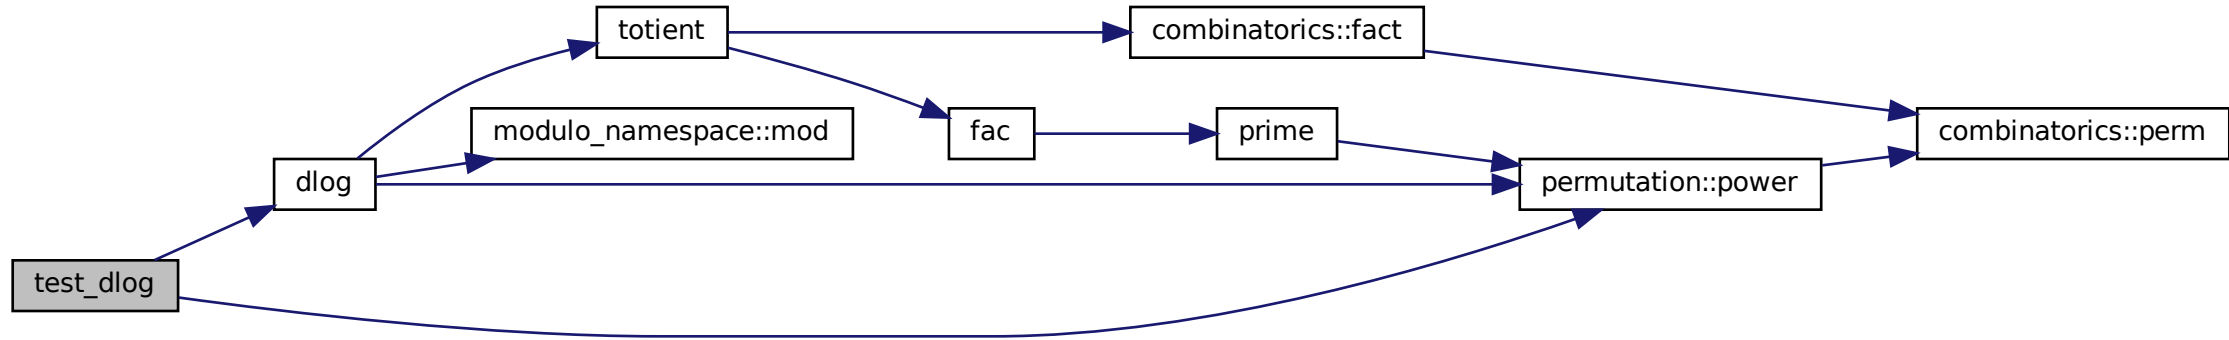 totient
combinatorics::fact
modulo_namespace::mod
fac
prime
combinatorics::perm
dlog
permutation::power
test_dlog